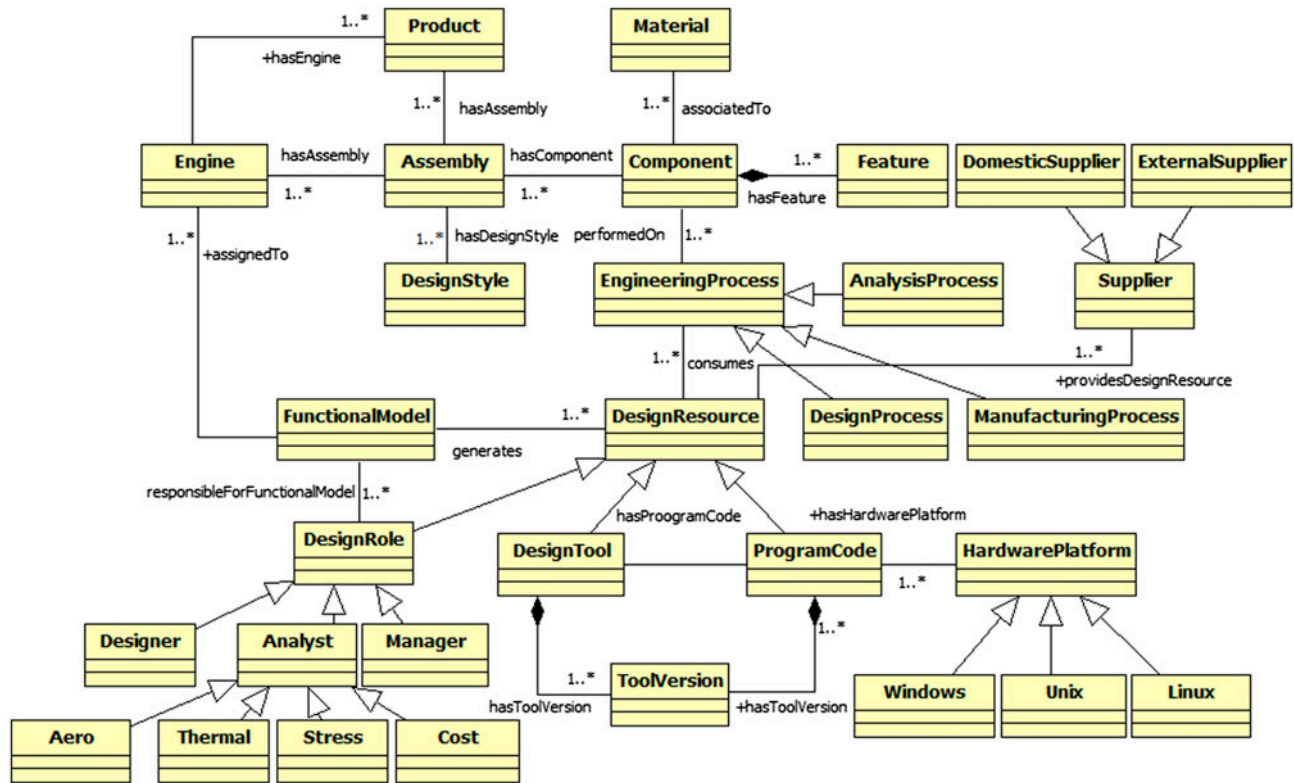 1..*
Product
Material
+hasEngine
1..*
hasAssembly
1..*
associatedTo
Engine
hasAssembly
Assembly
hasComponent
Component
1..*
Feature
DomesticSupplier
ExternalSupplier
1..*
1..*
hasFeature
1..*
+assignedTo
1..*
hasDesignStyle
performedOn
1..*
DesignStyle
EngineeringProcess
AnalysisProcess
Supplier
1..*
consumes
1..*
+providesDesignResource
FunctionalModel
1..*
DesignResource
DesignProcess
ManufacturingProcess
generates
responsibleForFunctionalModel
1..*
hasProogramCode
+hasHardwarePlatform
DesignRole
DesignTool
ProgramCode
HardwarePlatform
1..*
Designer
Analyst
Manager
1..*
1..*
ToolVersion
Windows
Unix
Linux
hasToolVersion
+hasToolVersion
Aero
Thermal
Stress
Cost